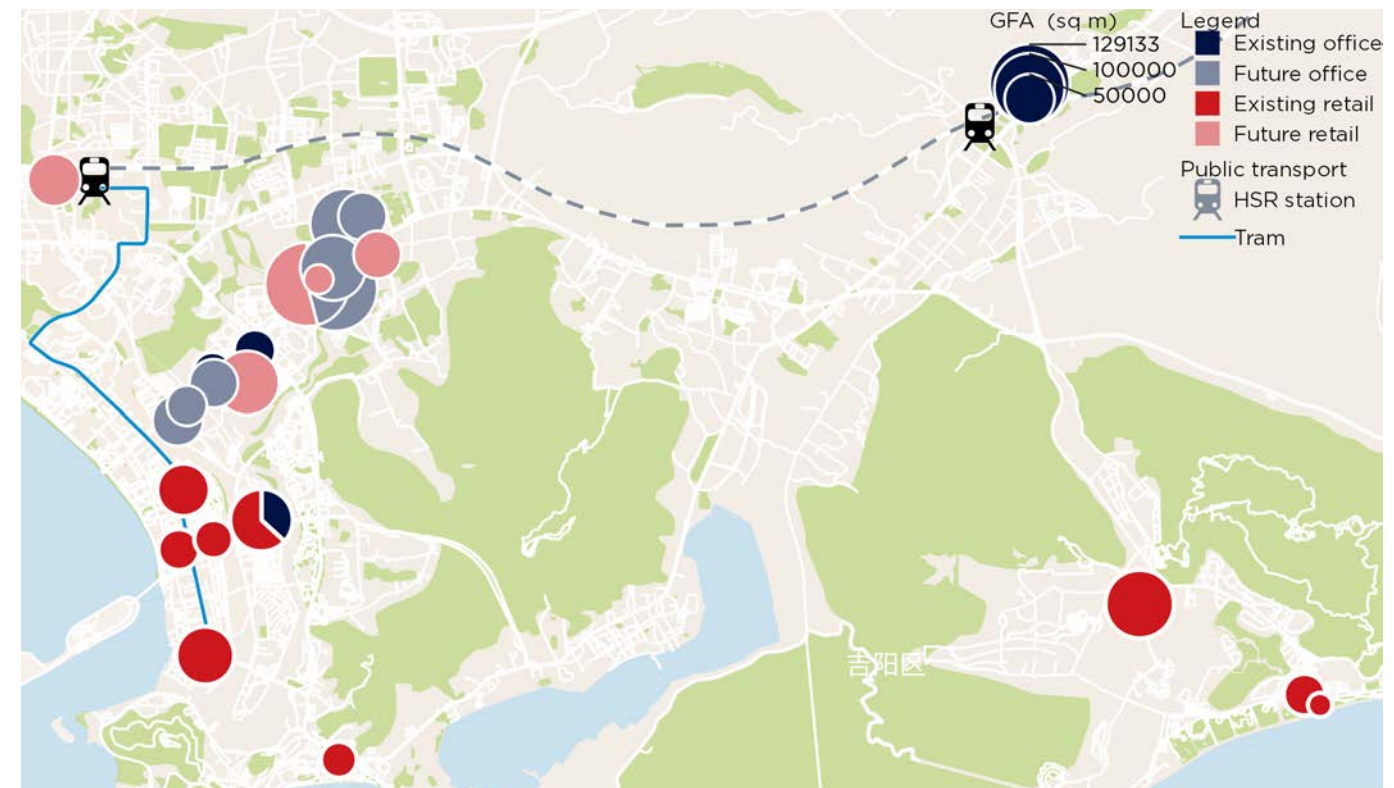 GFA (sq m)
129133
100000
50000
Legend
Existing office
Future office
Existing retail
Future retail
Public transport
HSR station
Tram
吉阳区